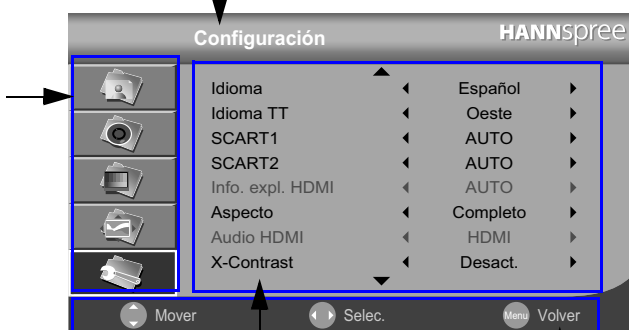 Configuración
HANNspree
Idioma Español
Idioma TT Oeste
SCART1 AUTO
SCART2 AUTO
Info. expl. HDMI AUTO
Aspecto Completo
Audio HDMI HDMI
X-Contrast Desact.
Mover Selec. Menu Volver